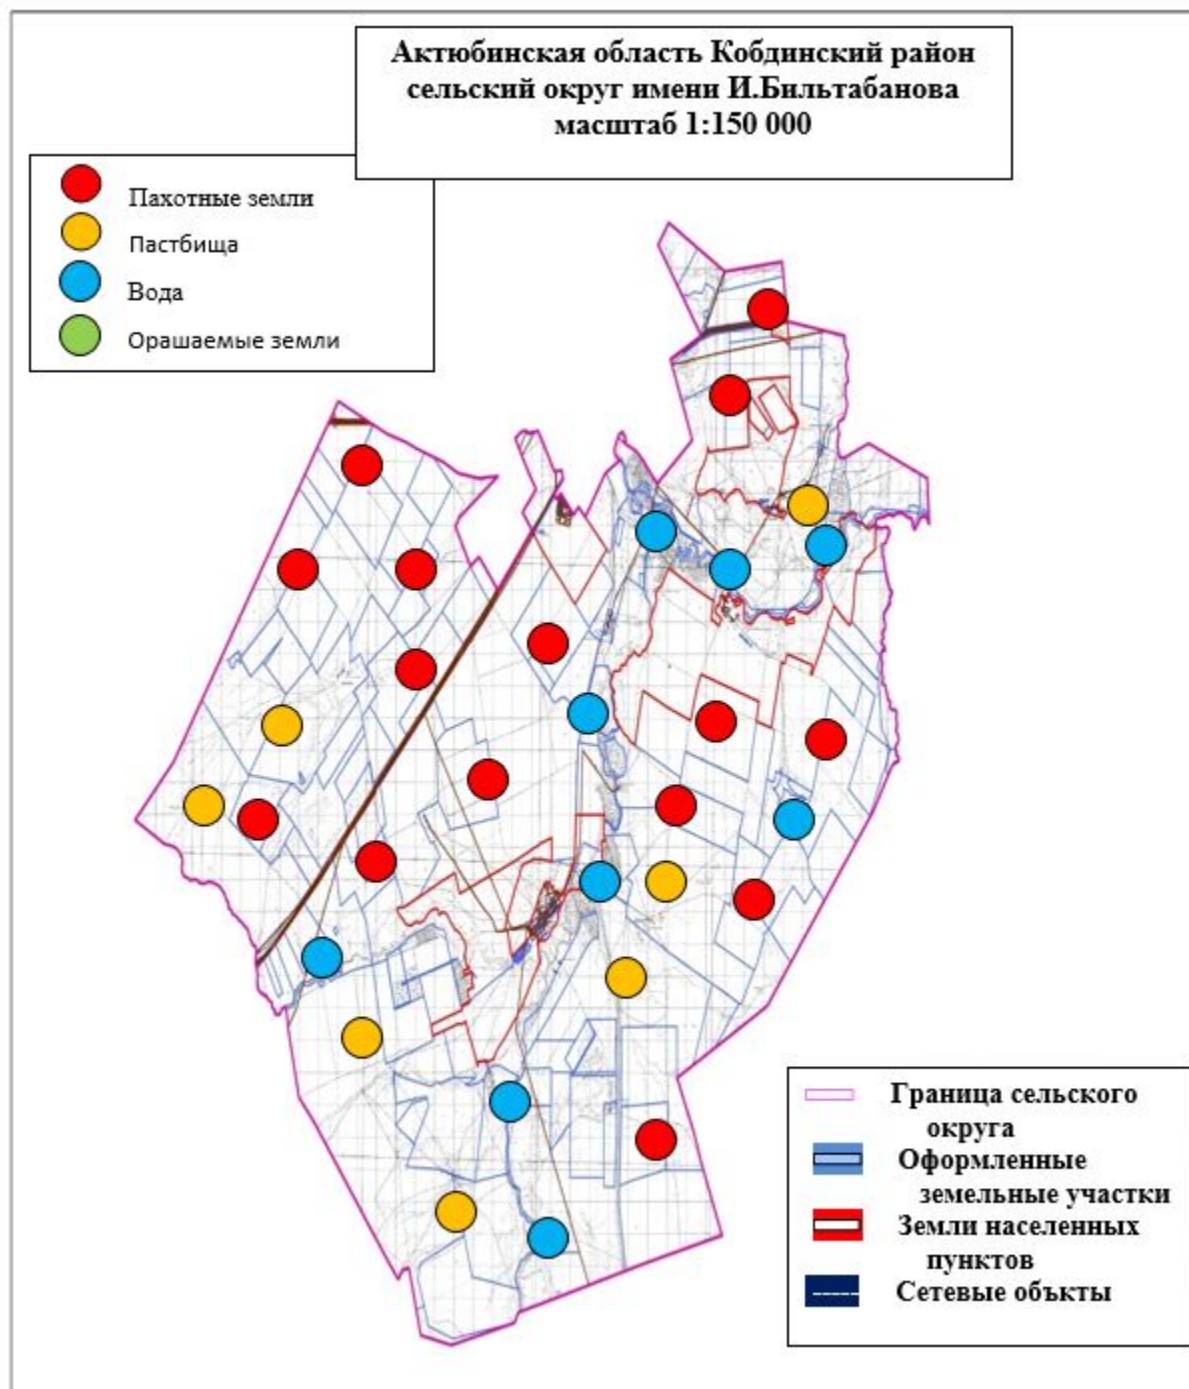 Актюбинская область Кобдинский район
сельский округ имени И.Бильтабанова
масштаб 1:150 000
Пахотные земли
Пастбища
Вода
Орашаемые земли
Граница сельского
округа
Оформленные
земельные участки
Земли населенных
пунктов
Сетевые объкты